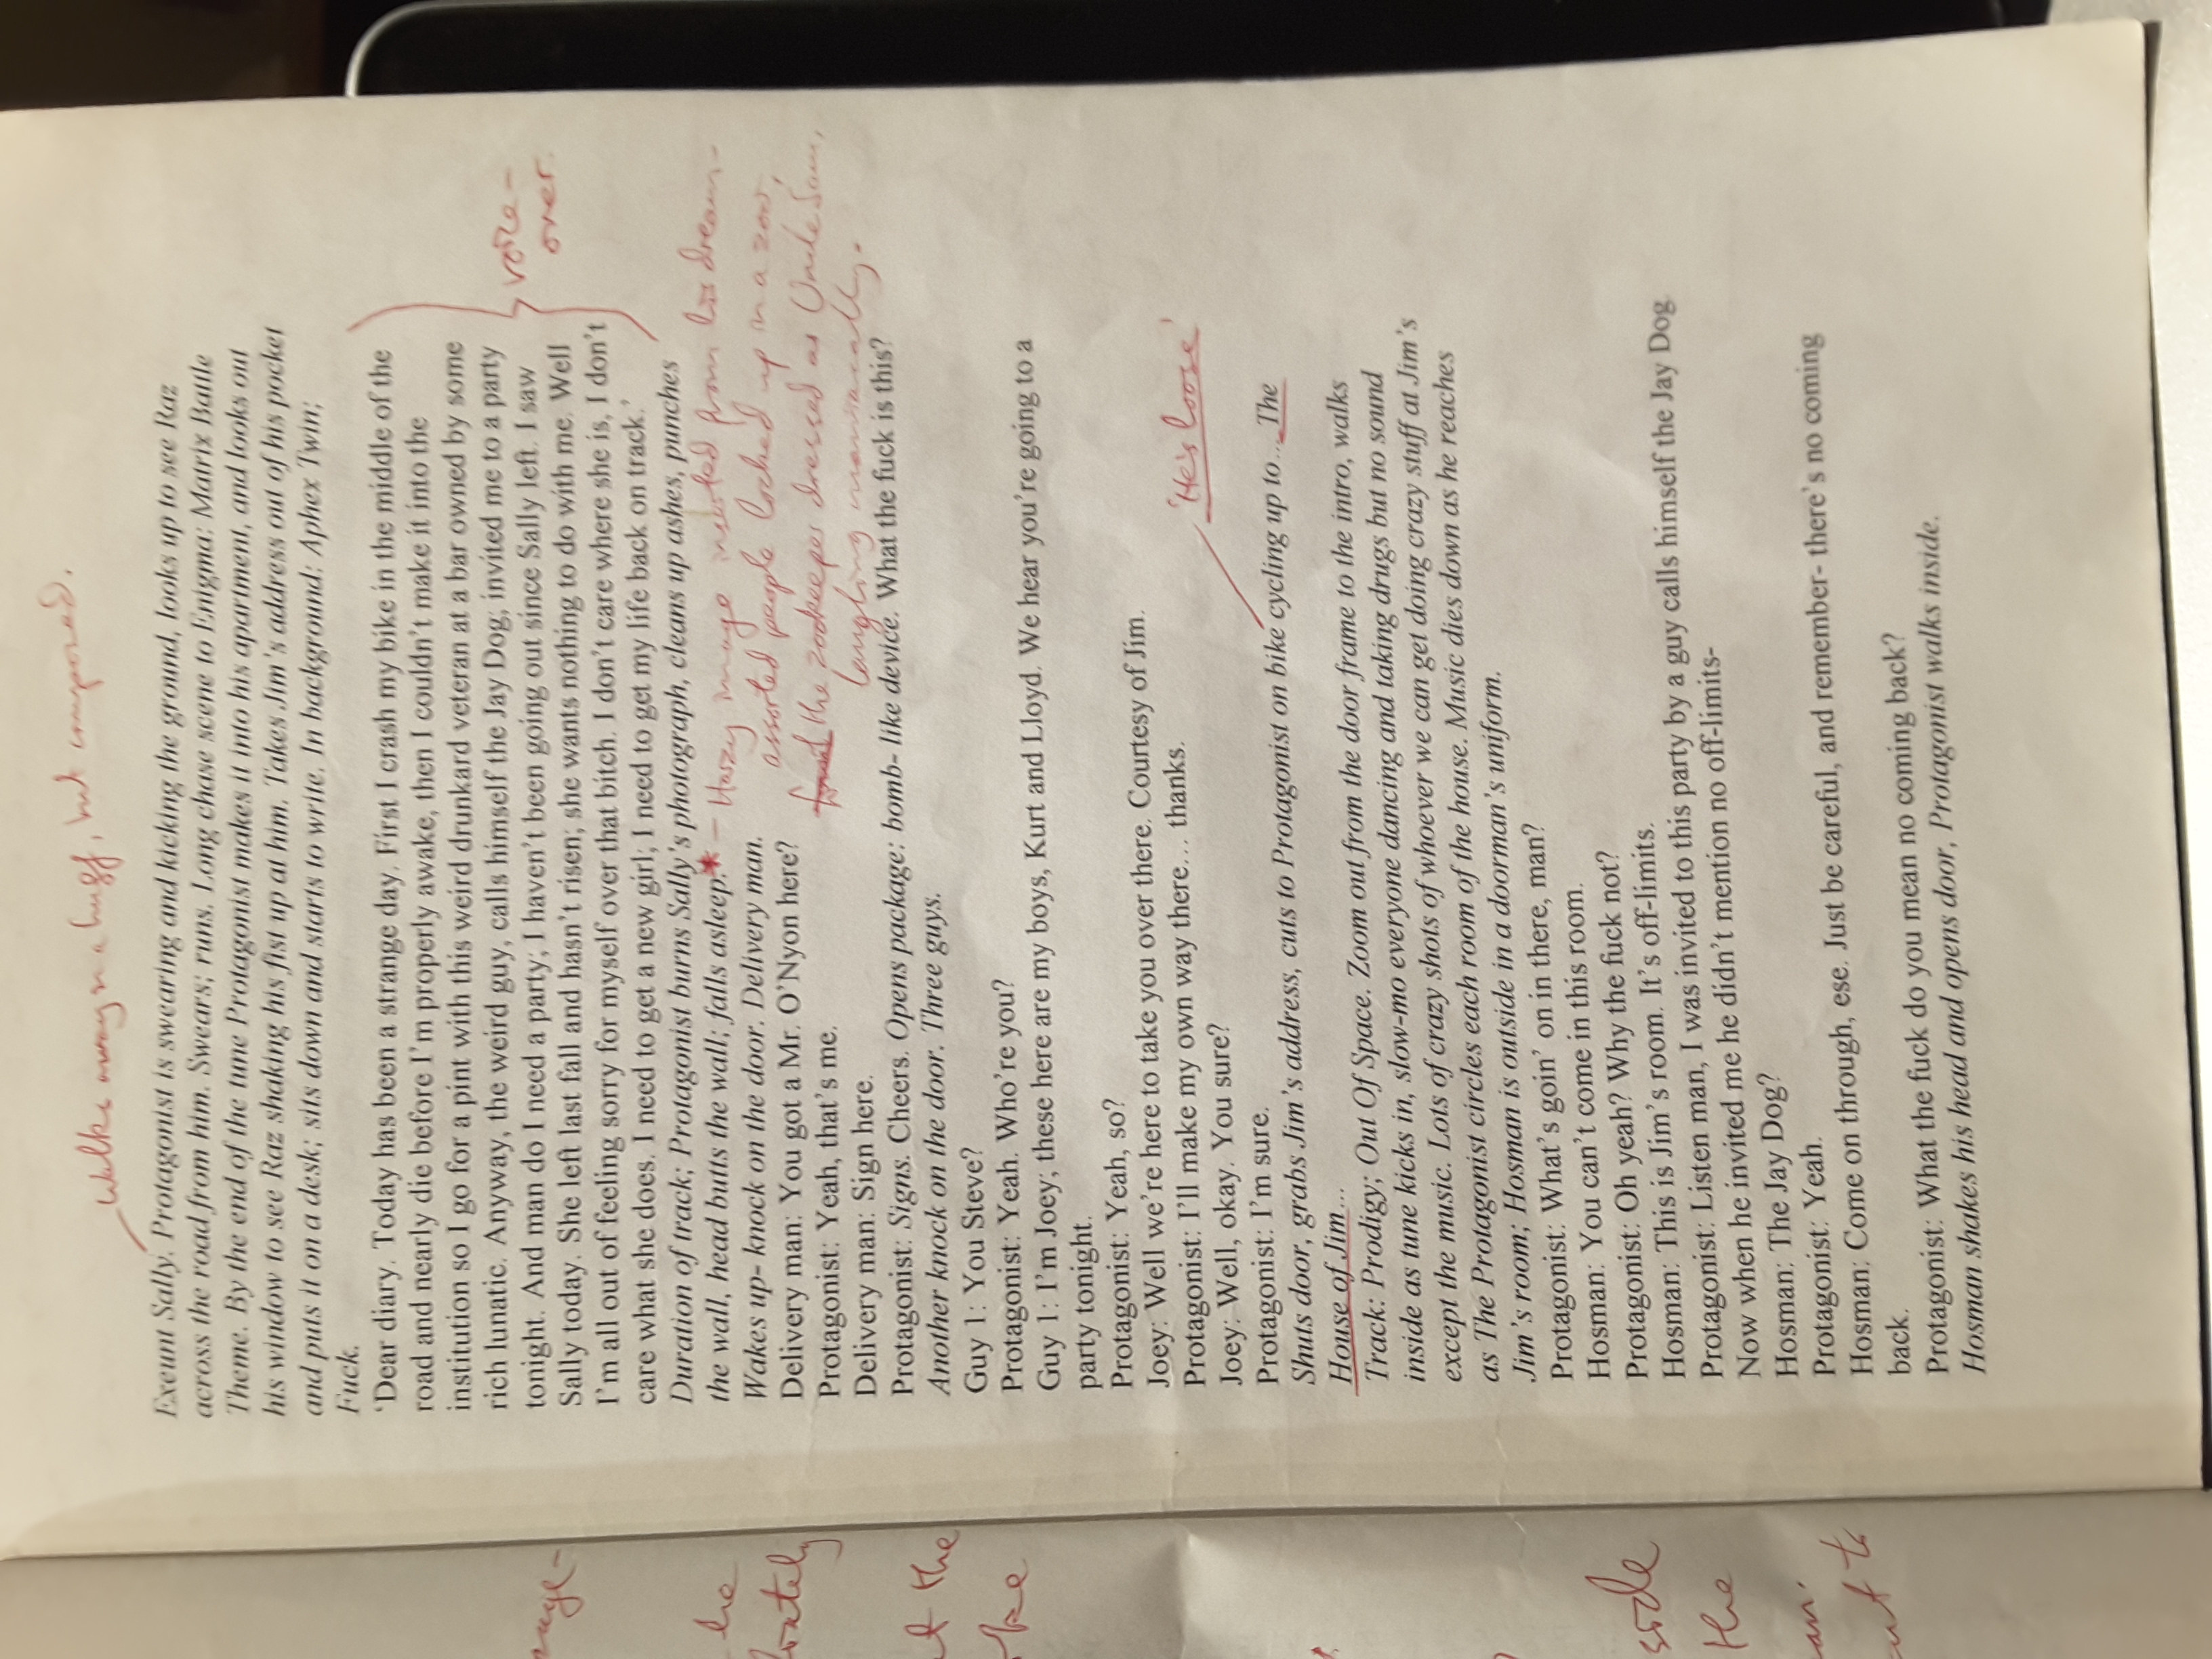 Walks away in a huff, but composed.
Exeunt Sally. Protagonist is swearing and kicking the ground, looks up to see Raz
across the road from him. Swears; runs. Long chase scene to Enigma: Matrix Battle
Theme. By the end of the tune Protagonist makes it into his apartment, and looks out
his window to see Raz shaking his fist up at him. Takes Jim's address out of his pocket
and puts it on a desk; sits down and starts to write. In background: Aphex Twin;
Fuck.
'Dear diary. Today has been a strange day. First I crash my bike in the middle of the
road and nearly die before I'm properly awake, then I couldn't make it into the
institution so I go for a pint with this weird drunkard veteran at a bar owned by some
rich lunatic. Anyway, the weird guy, calls himself the Jay Dog; invited me to a party
tonight. And man do I need a party; I haven't been going out since Sally left. I saw
Sally today. She left last fall and hasn't risen; she wants nothing to do with me. Well
I'm all out of feeling sorry for myself over that bitch. I don't care where she is, I don't
care what she does. I need to get a new girl; I need to get my life back on track.'
voice-
over.
Duration of track; Protagonist burns Sally's photograph, cleans up ashes, punches
the wall, head butts the wall; falls asleep.* – Hazy image inserted from his dream-
assorted people locked up in a zoo,
the zookeeper dressed as Uncle Sam,
laughing maniacally.
Wakes up- knock on the door. Delivery man.
Delivery man: You got a Mr. O'Nyon here?
Protagonist: Yeah, that's me.
Delivery man: Sign here.
Protagonist: Signs. Cheers. Opens package: bomb- like device. What the fuck is this?
Another knock on the door. Three guys.
Guy 1: You Steve?
Protagonist: Yeah. Who're you?
Guy 1: I'm Joey; these here are my boys, Kurt and Lloyd. We hear you're going to a
party tonight.
Protagonist: Yeah, so?
Joey: Well we're here to take you over there. Courtesy of Jim.
Protagonist: I'll make my own way there… thanks.
Joey: Well, okay. You sure?
Protagonist: I'm sure.
'He's loose'
Shuts door, grabs Jim's address, cuts to Protagonist on bike cycling up to… The
House of Jim…
Track: Prodigy; Out Of Space. Zoom out from the door frame to the intro, walks
inside as tune kicks in, slow-mo everyone dancing and taking drugs but no sound
except the music. Lots of crazy shots of whoever we can get doing crazy stuff at Jim's
as The Protagonist circles each room of the house. Music dies down as he reaches
Jim's room; Hosman is outside in a doorman's uniform.
Protagonist: What's goin' on in there, man?
Hosman: You can't come in this room.
Protagonist: Oh yeah? Why the fuck not?
Hosman: This is Jim's room. It's off-limits.
Protagonist: Listen man, I was invited to this party by a guy calls himself the Jay Dog
Now when he invited me he didn't mention no off-limits-
Hosman: The Jay Dog?
Protagonist: Yeah.
Hosman: Come on through, ese. Just be careful, and remember- there's no coming
back.
Protagonist: What the fuck do you mean no coming back?
Hosman shakes his head and opens door, Protagonist walks inside.
he
the
side
the